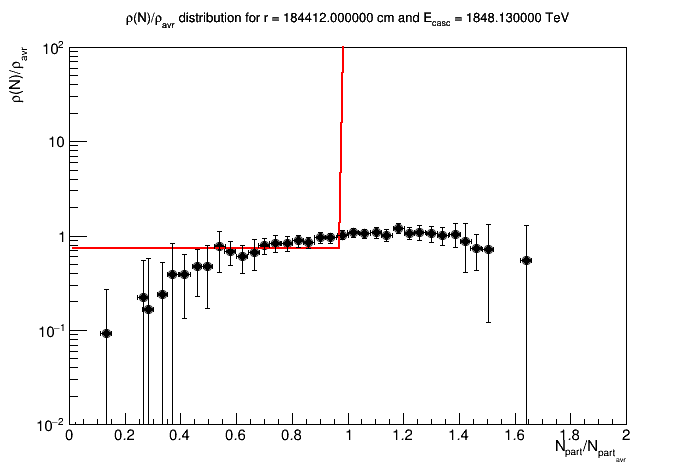 ρ(N)/ρavr distribution for r = 184412.000000 cm and Ecasc = 1848.130000 TeV
ρ(N)/ρavr
10²
10
1
10⁻¹
10⁻²
0 0.2 0.4 0.6 0.8 1 1.2 1.4 1.6 1.8 2
Npart/Npartavr